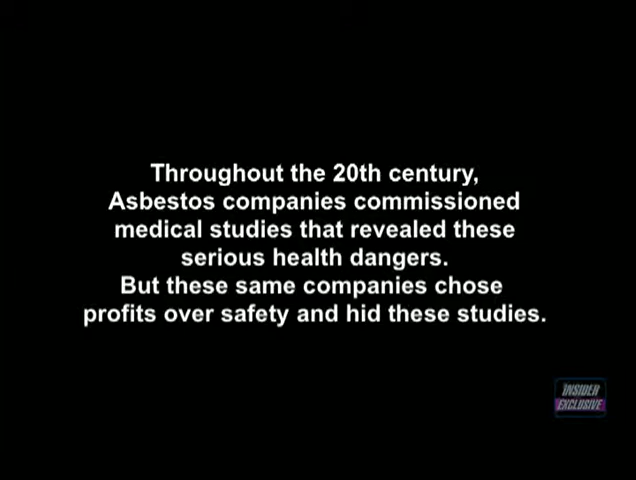 Throughout the 20th century,
Asbestos companies commissioned
medical studies that revealed these
serious health dangers.
But these same companies chose
profits over safety and hid these studies.
INSIDER
EXCLUSIVE